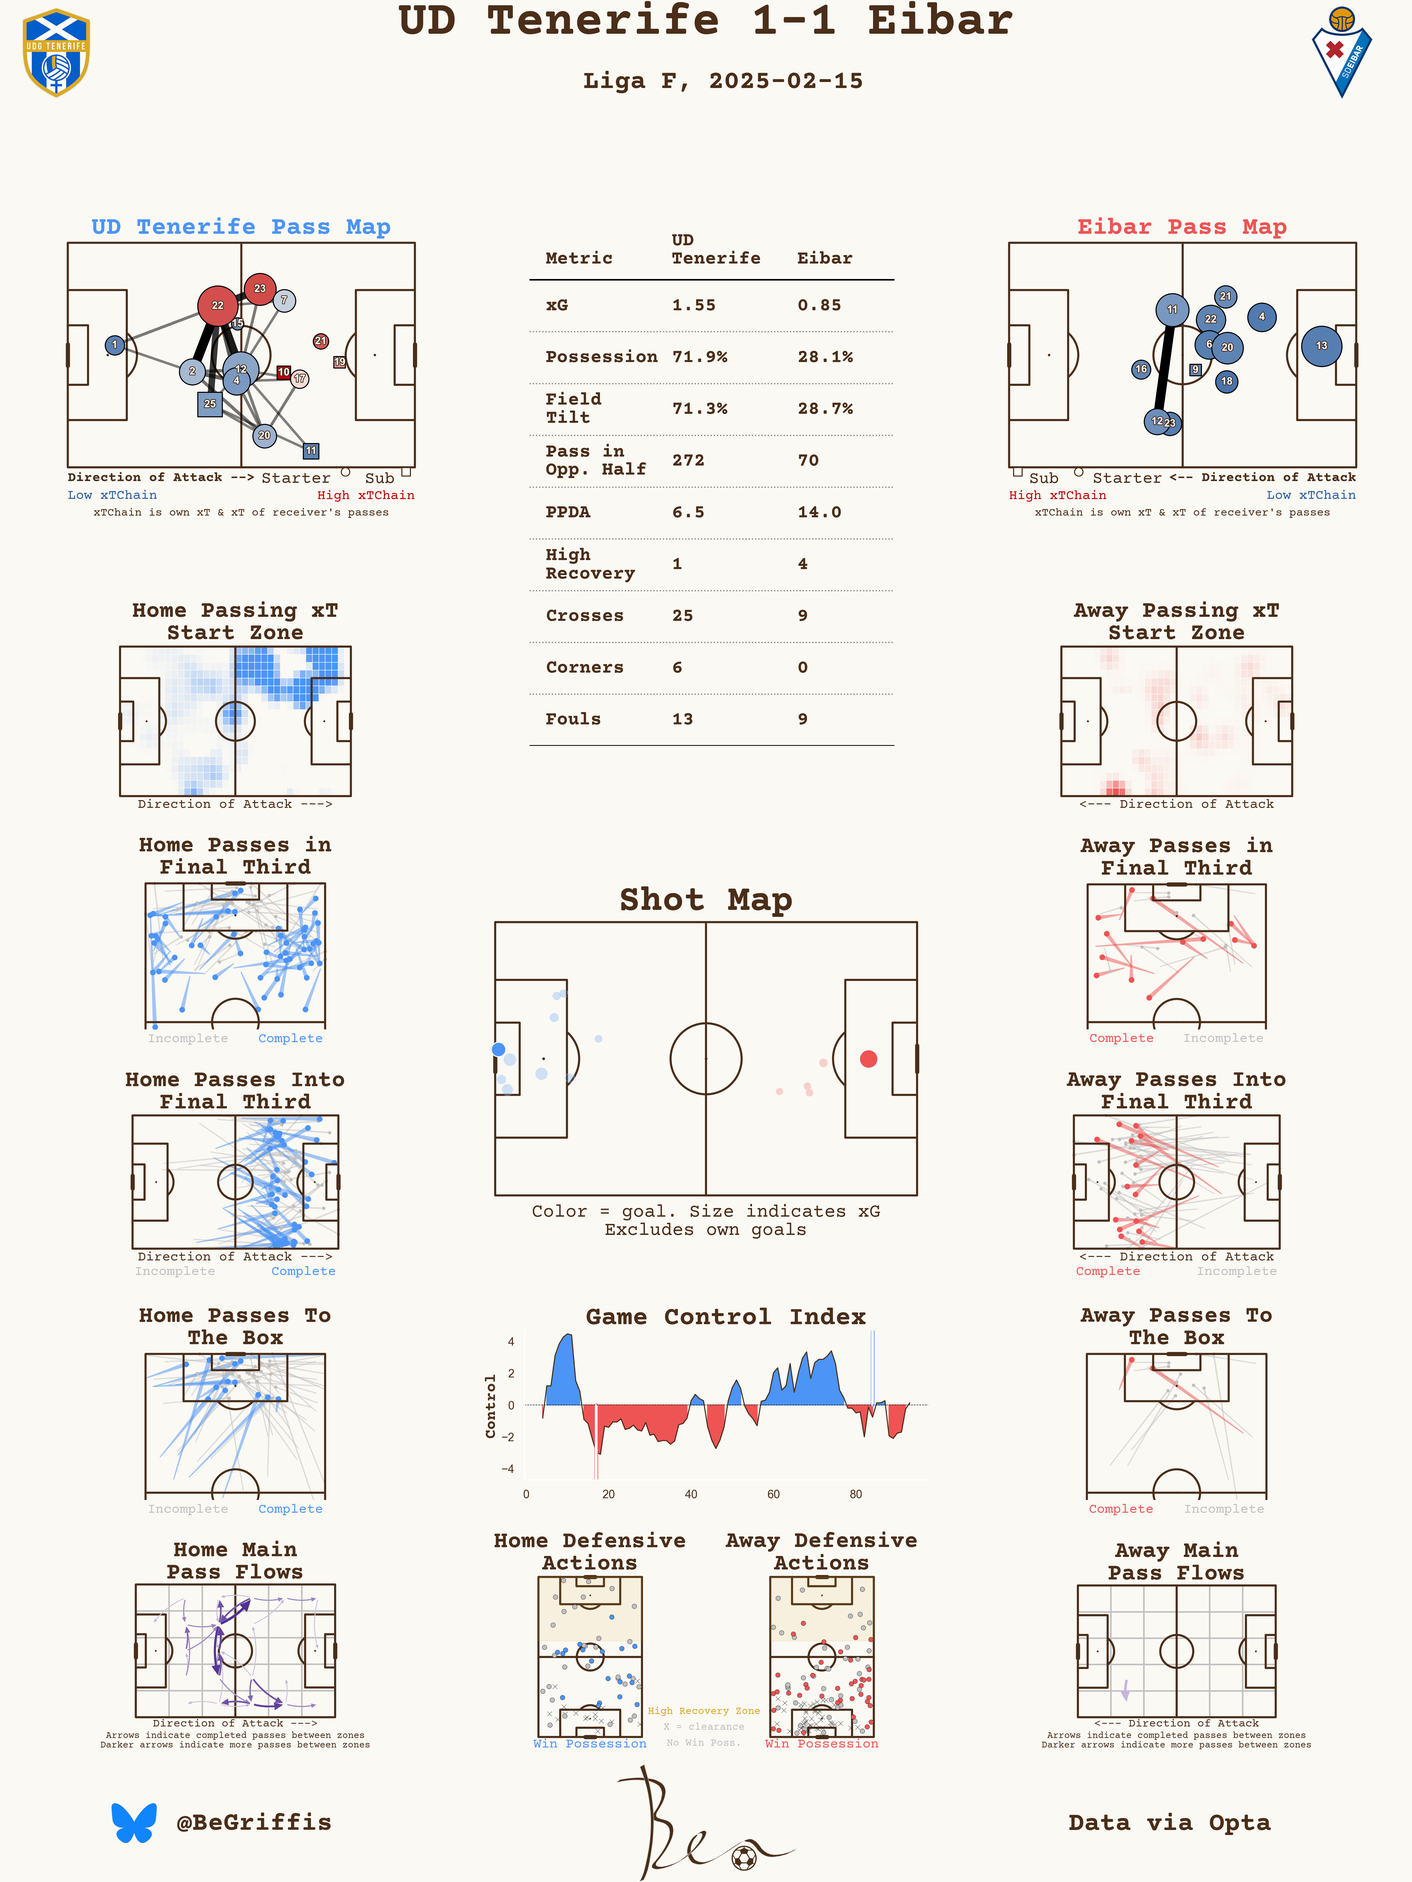 UD Tenerife 1-1 Eibar
Liga F, 2025-02-15
UDG TENERIFE
SDEIBAR
UD Tenerife Pass Map
22
23
7
15
1
21
19
2
12
10
17
4
25
20
11
Direction of Attack --> Starter Sub
Low xTChain High xTChain
xTChain is own xT & xT of receiver's passes
Metric UD Tenerife Eibar
xG 1.55 0.85
Possession 71.9% 28.1%
Field Tilt 71.3% 28.7%
Pass in Opp. Half 272 70
PPDA 6.5 14.0
High Recovery 1 4
Crosses 25 9
Corners 6 0
Fouls 13 9
Eibar Pass Map
21
11
22
4
6
20
13
16
9
18
12
23
Sub Starter <-- Direction of Attack
High xTChain Low xTChain
xTChain is own xT & xT of receiver's passes
Home Passing xT
Start Zone
Direction of Attack --->
Away Passing xT
Start Zone
<--- Direction of Attack
Home Passes in
Final Third
Incomplete Complete
Away Passes in
Final Third
Complete Incomplete
Shot Map
Color = goal. Size indicates xG
Excludes own goals
Home Passes Into
Final Third
Direction of Attack --->
Incomplete Complete
Away Passes Into
Final Third
<--- Direction of Attack
Complete Incomplete
Home Passes To
The Box
Incomplete Complete
Game Control Index
Control
4
2
0
−2
−4
0 20 40 60 80
Away Passes To
The Box
Complete Incomplete
Home Main
Pass Flows
Direction of Attack --->
Arrows indicate completed passes between zones
Darker arrows indicate more passes between zones
Home Defensive
Actions
Win Possession
High Recovery Zone
X = clearance
No Win Poss.
Away Defensive
Actions
Win Possession
Away Main
Pass Flows
<--- Direction of Attack
Arrows indicate completed passes between zones
Darker arrows indicate more passes between zones
@BeGriffis
Ben
Data via Opta